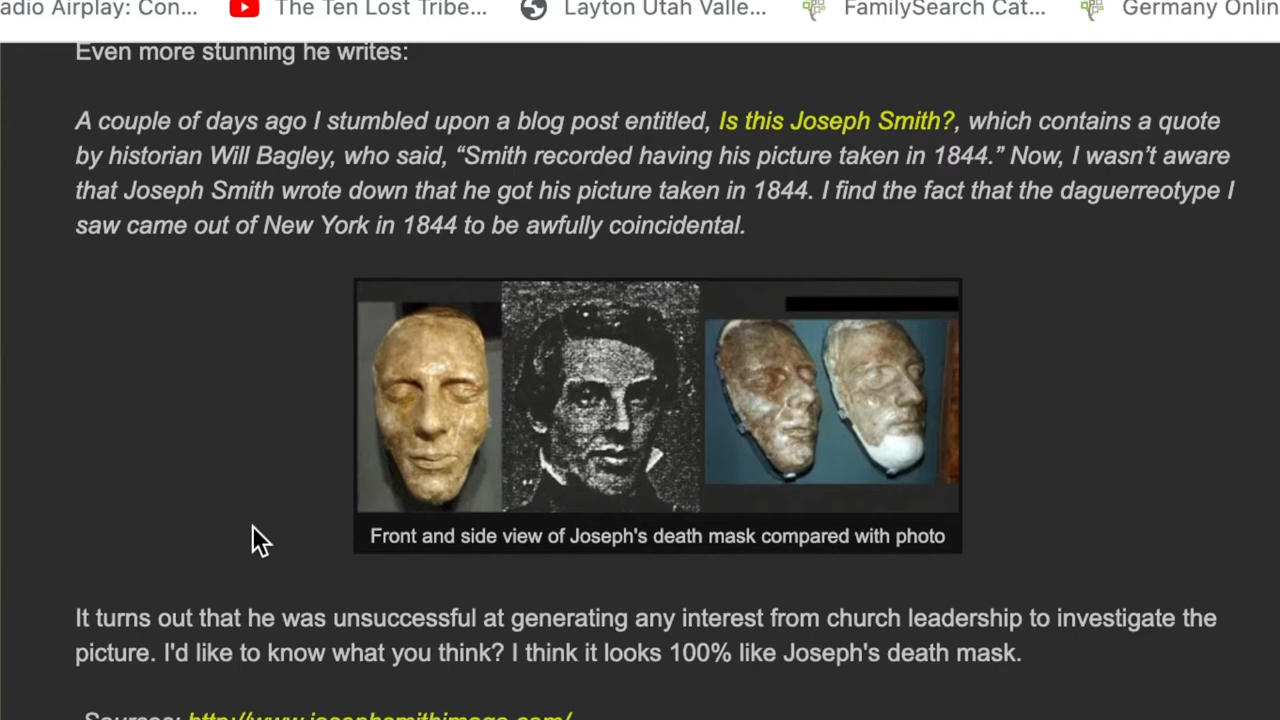 adio Airplay: Con... The Ten Lost Tribe... Layton Utah Valle... FamilySearch Cat... Germany Onlin
Even more stunning he writes:
A couple of days ago I stumbled upon a blog post entitled, Is this Joseph Smith?, which contains a quote
by historian Will Bagley, who said, “Smith recorded having his picture taken in 1844.” Now, I wasn’t aware
that Joseph Smith wrote down that he got his picture taken in 1844. I find the fact that the daguerreotype I
saw came out of New York in 1844 to be awfully coincidental.
Front and side view of Joseph's death mask compared with photo
It turns out that he was unsuccessful at generating any interest from church leadership to investigate the
picture. I'd like to know what you think? I think it looks 100% like Joseph's death mask.
Sources: http://www.josephsmithimage.com/